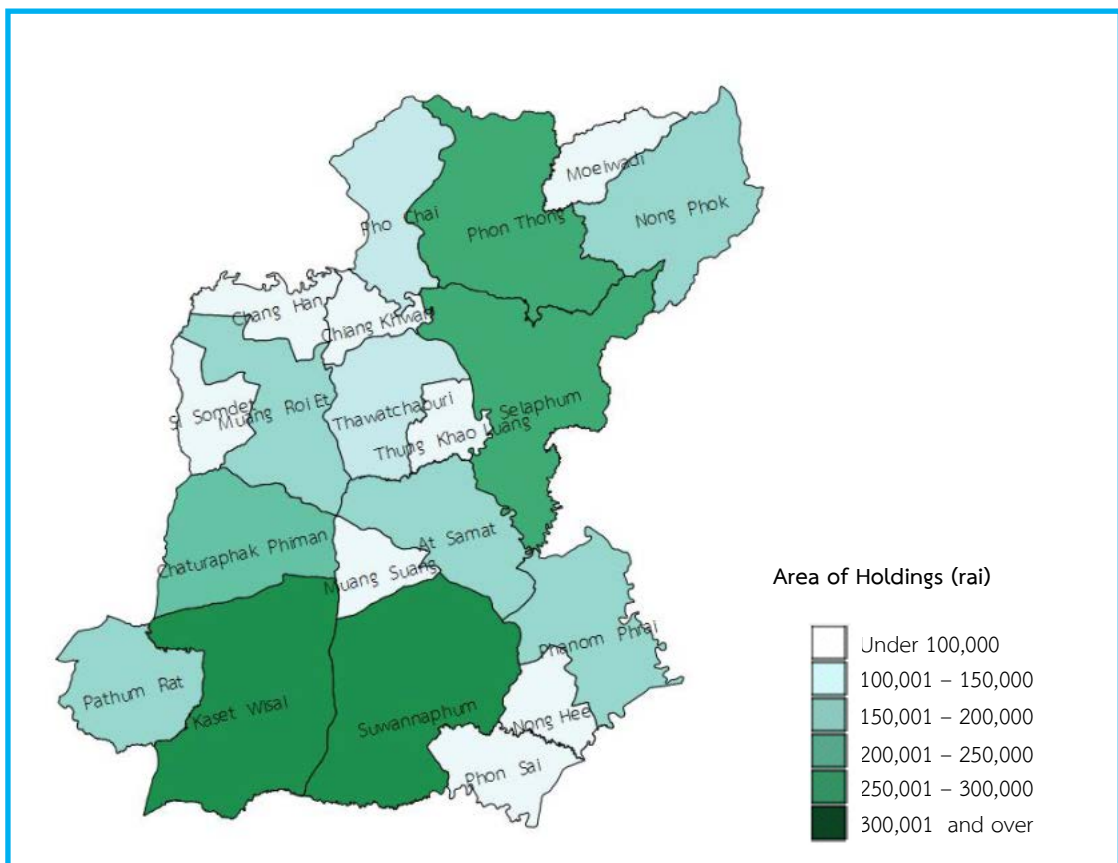 Moeiwadi
Pho Chai
Phon Thong
Nong Phok
Chang Han
Chiang Khwan
Si Somdet
Muang Roi Et
Thawatchaburi
Selaphum
Thung Khao Luang
Chaturaphak Phiman
At Samat
Muang Suang
Phanom Phrai
Pathum Rat
Kaset Wisai
Suwannaphum
Nong Hee
Phon Sai
Area of Holdings (rai)
Under 100,000
100,001 – 150,000
150,001 – 200,000
200,001 – 250,000
250,001 – 300,000
300,001 and over